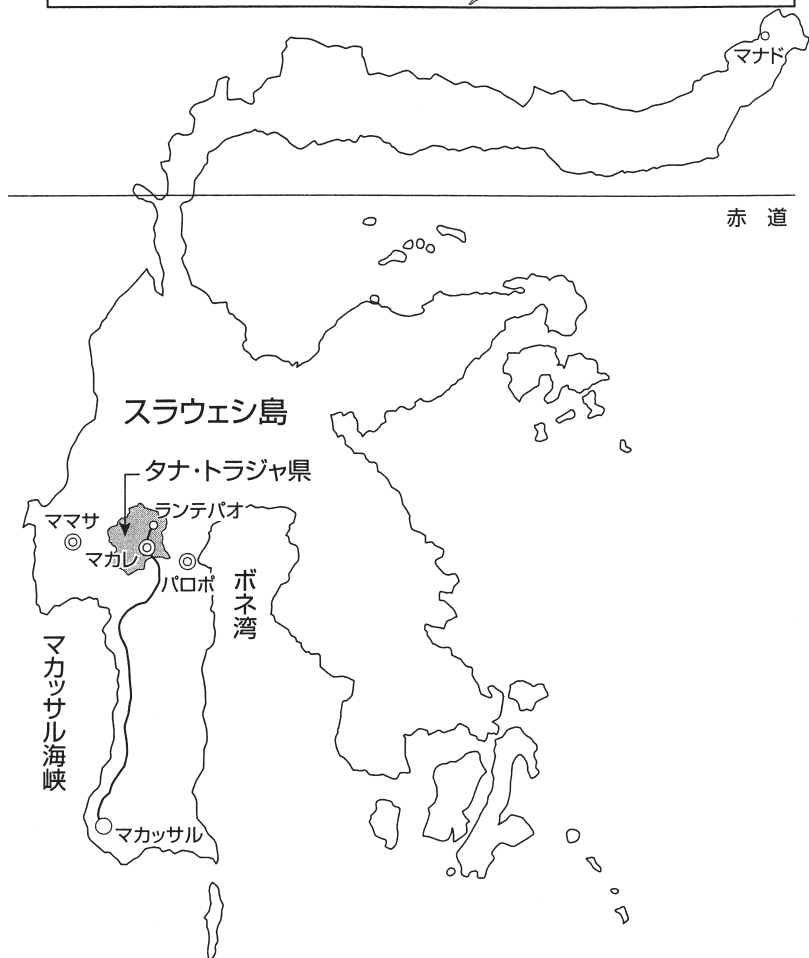 マナド
赤道
スラウェシ島
タナ・トラジャ県
ランテパオ
ママサ
マカレ
パロポ
ボネ湾
マカッサル海峡
マカッサル